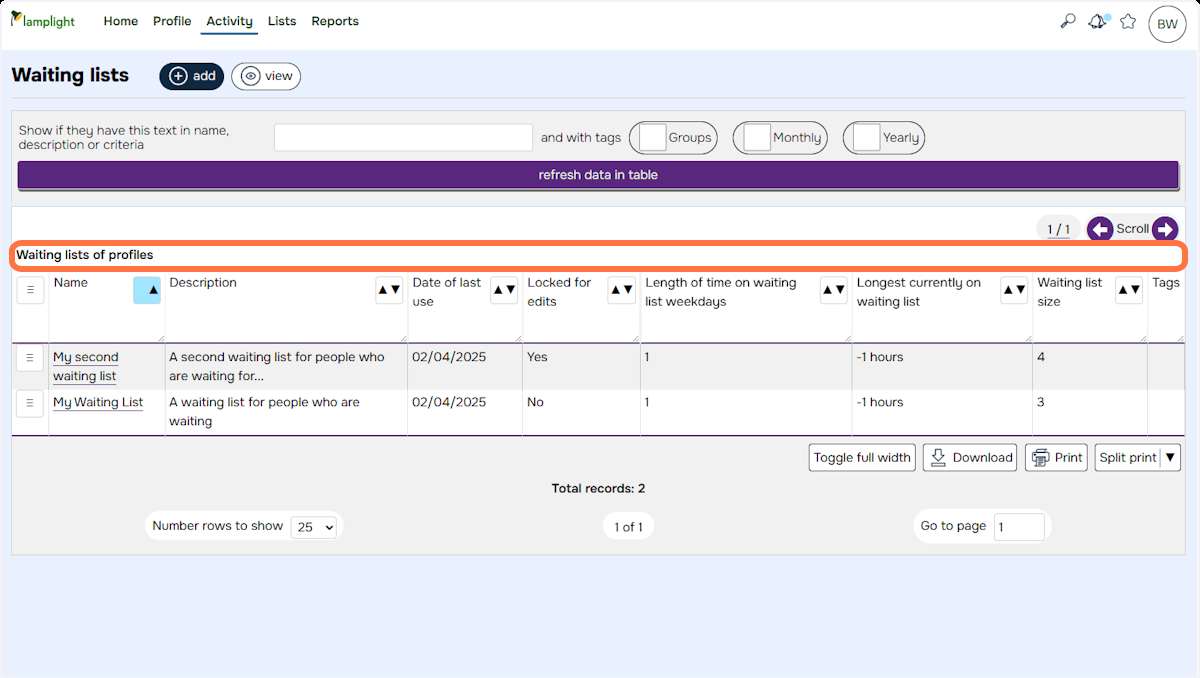 lamplight Home Profile Activity Lists Reports BW
Waiting lists add view
Show if they have this text in name,
description or criteria
and with tags Groups Monthly Yearly
refresh data in table
1 / 1 Scroll
Waiting lists of profiles
Name Description Date of last use Locked for edits Length of time on waiting list weekdays Longest currently on waiting list Waiting list size Tags
My second waiting list A second waiting list for people who are waiting for... 02/04/2025 Yes 1 -1 hours 4
My Waiting List A waiting list for people who are waiting 02/04/2025 No 1 -1 hours 3
Toggle full width Download Print Split print
Total records: 2
Number rows to show 25 1 of 1 Go to page 1